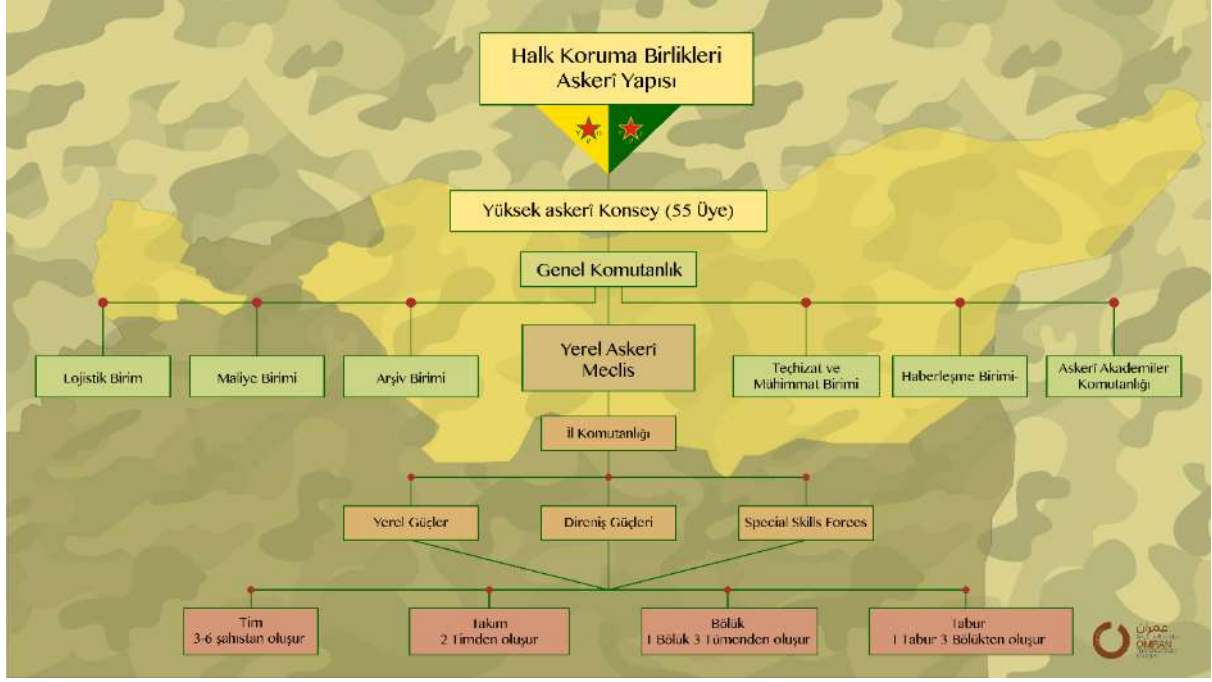 Halk Koruma Birlikleri
Askerî Yapısı
Yüksek askerî Konsey (55 Üye)
Genel Komutanlık
Lojistik Birim
Maliye Birimi
Arşiv Birimi
Yerel Askerî
Meclis
Teçhizat ve
Mühimmat Birimi
Haberleşme Birimi-
Askerî Akademiler
Komutanlığı
İl Komutanlığı
Yerel Güçler
Direniş Güçleri
Special Skills Forces
Tim
3-6 şahıstan oluşur
Takım
2 Timden oluşur
Bölük
1 Bölük 3 Tümenden oluşur
Tabur
1 Tabur 3 Bölükten oluşur
عمران
OMRAN